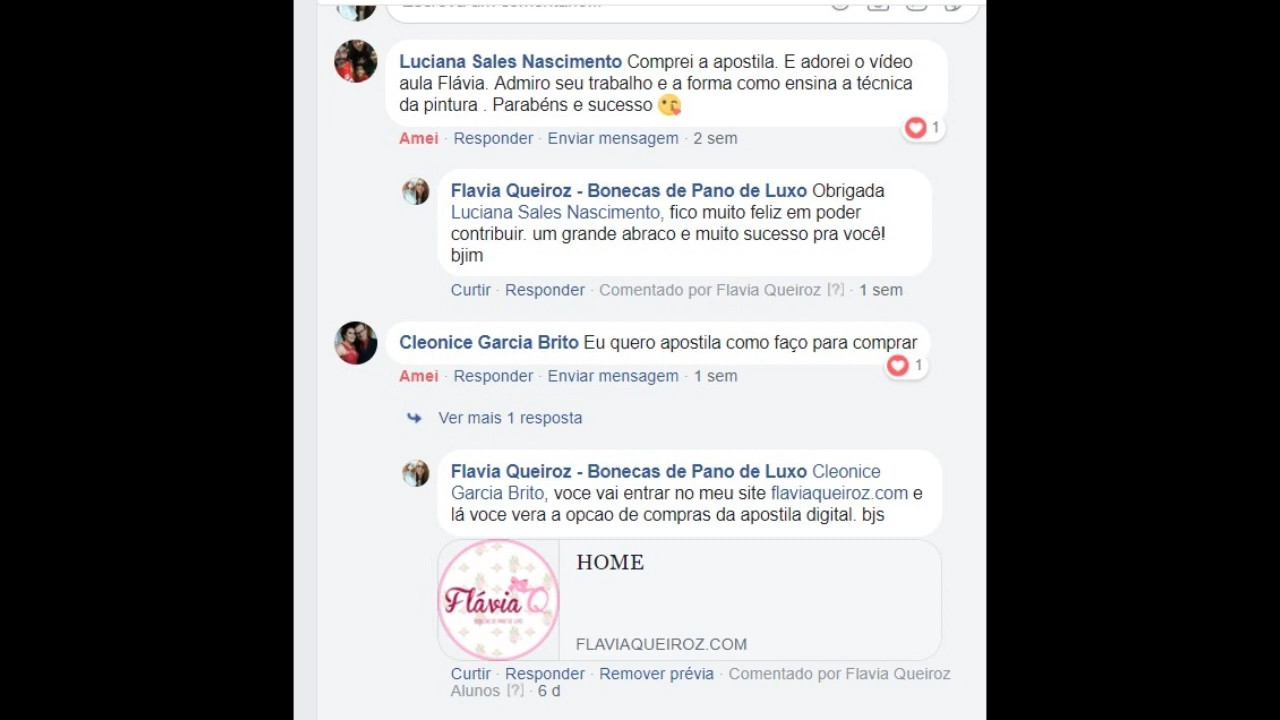 Luciana Sales Nascimento Comprei a apostila. E adorei o vídeo
aula Flávia. Admiro seu trabalho e a forma como ensina a técnica
da pintura . Parabéns e sucesso 😘
1
Amei · Responder · Enviar mensagem · 2 sem
Flavia Queiroz - Bonecas de Pano de Luxo Obrigada
Luciana Sales Nascimento, fico muito feliz em poder
contribuir. um grande abraco e muito sucesso pra você!
bjim
Curtir · Responder · Comentado por Flavia Queiroz [?] · 1 sem
Cleonice Garcia Brito Eu quero apostila como faço para comprar
1
Amei · Responder · Enviar mensagem · 1 sem
Ver mais 1 resposta
Flavia Queiroz - Bonecas de Pano de Luxo Cleonice
Garcia Brito, voce vai entrar no meu site flaviaqueiroz.com e
lá voce vera a opcao de compras da apostila digital. bjs
HOME
Flávia Q
FLAVIAQUEIROZ.COM
Curtir · Responder · Remover prévia · Comentado por Flavia Queiroz
Alunos [?] · 6 d